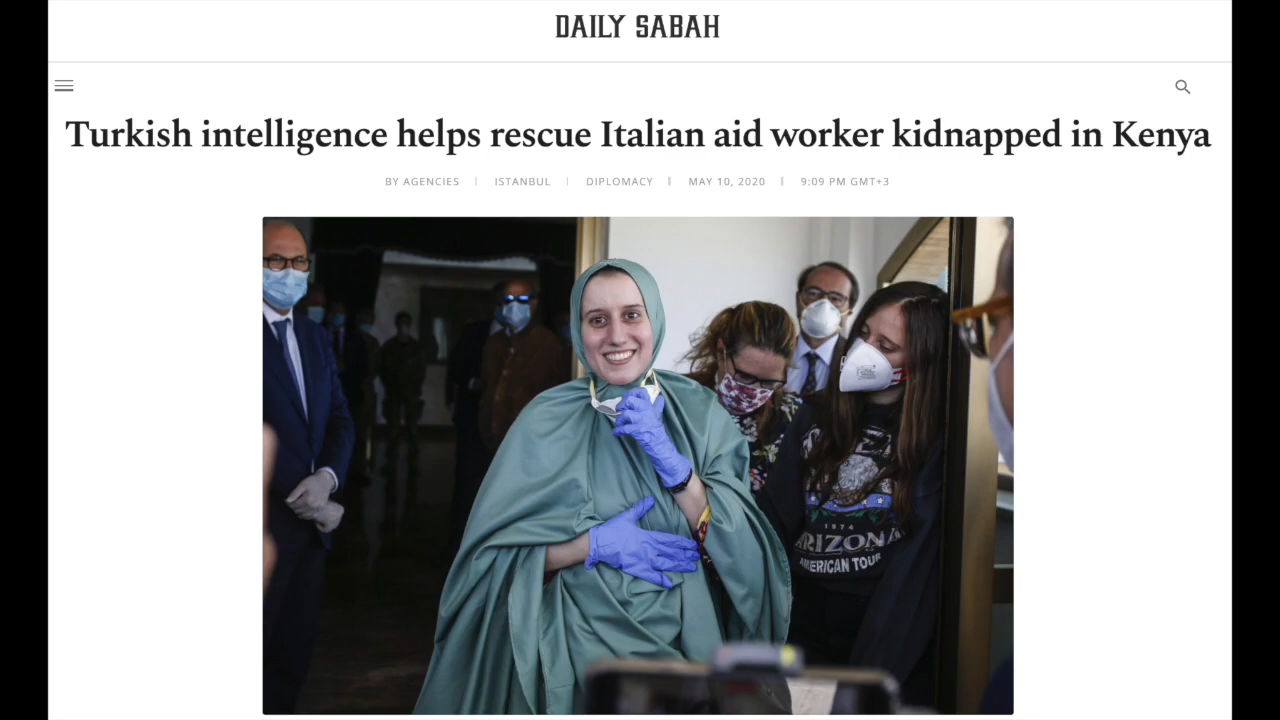 DAILY SABAH
Turkish intelligence helps rescue Italian aid worker kidnapped in Kenya
BY AGENCIES | ISTANBUL | DIPLOMACY | MAY 10, 2020 | 9:09 PM GMT+3
1974
ARIZONA
AMERICAN TOUR